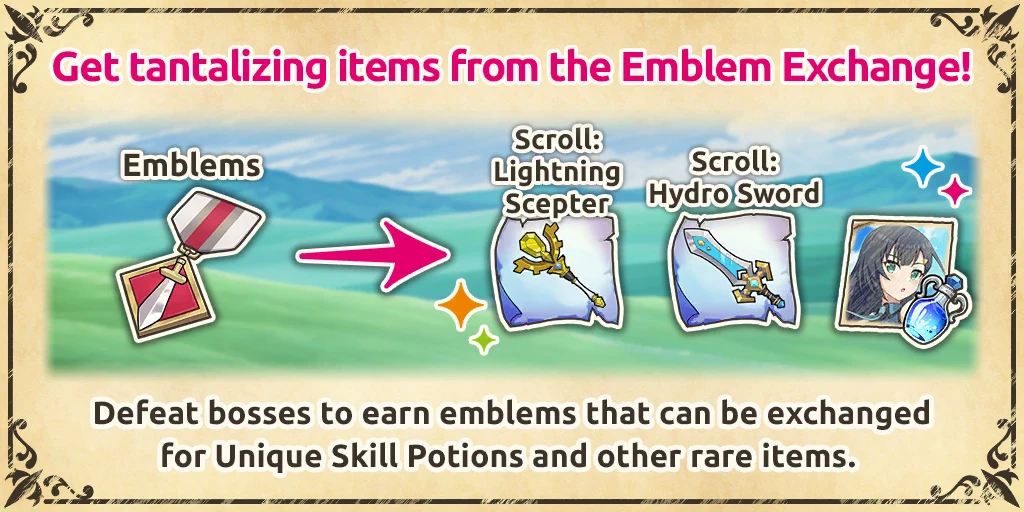 Get tantalizing items from the Emblem Exchange!
Emblems
Scroll:
Lightning
Scepter
Scroll:
Hydro Sword
Defeat bosses to earn emblems that can be exchanged
for Unique Skill Potions and other rare items.